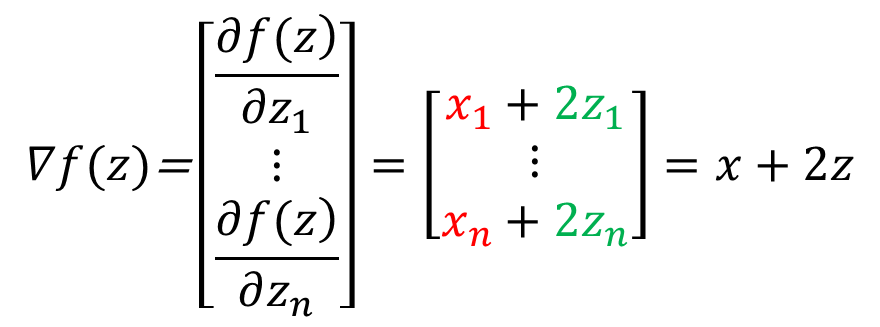 ∇f(z)=[∂f(z)/∂z₁ ⋮ ∂f(z)/∂zₙ] = [x₁ + 2z₁ ⋮ xₙ + 2zₙ] = x + 2z